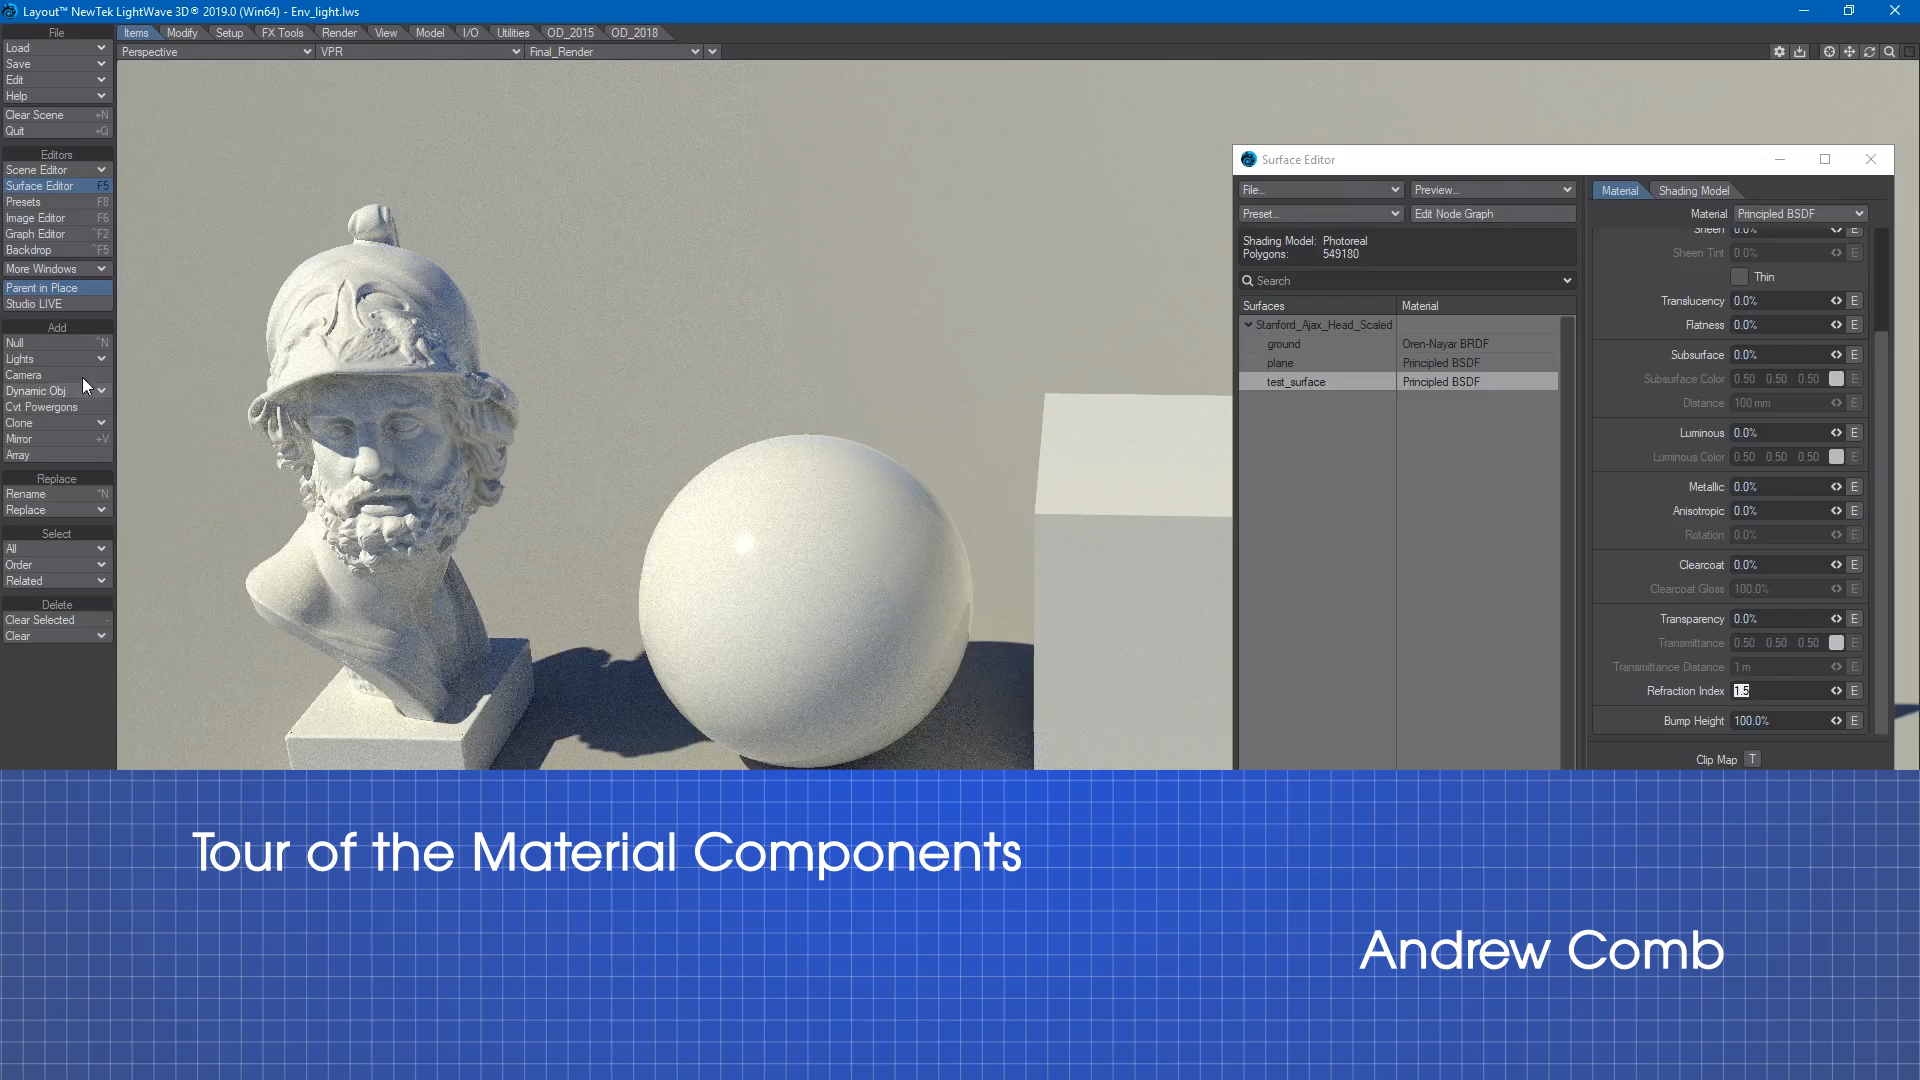 Layout™ NewTek LightWave 3D® 2019.0 (Win64) - Env_light.lws
File
Items Modify Setup FX Tools Render View Model I/O Utilities OD_2015 OD_2018
Load
Perspective VPR Final_Render
Save
Edit
Help
Clear Scene +N
Quit +Q
Editors
Scene Editor
Surface Editor F5
Presets F8
Image Editor F6
Graph Editor ^F2
Backdrop ^F5
More Windows
Parent in Place
Studio LIVE
Add
Null ^N
Lights
Camera
Dynamic Obj
Cvt Powergons
Clone
Mirror +V
Array
Replace
Rename ^N
Replace
Select
All
Order
Related
Delete
Clear Selected -
Clear
Surface Editor
File... Preview...
Preset... Edit Node Graph
Shading Model: Photoreal
Polygons: 549180
Search
Surfaces Material
Stanford_Ajax_Head_Scaled
ground Oren-Nayar BRDF
plane Principled BSDF
test_surface Principled BSDF
Material Shading Model
Material Principled BSDF
Sheen 0.0% E
Sheen Tint 0.0% E
Thin
Translucency 0.0% E
Flatness 0.0% E
Subsurface 0.0% E
Subsurface Color 0.50 0.50 0.50 E
Distance 100 mm E
Luminous 0.0% E
Luminous Color 0.50 0.50 0.50 E
Metallic 0.0% E
Anisotropic 0.0% E
Rotation 0.0% E
Clearcoat 0.0% E
Clearcoat Gloss 100.0% E
Transparency 0.0% E
Transmittance 0.50 0.50 0.50 E
Transmittance Distance 1 m E
Refraction Index 1.5 E
Bump Height 100.0% E
Clip Map T
Tour of the Material Components
Andrew Comb